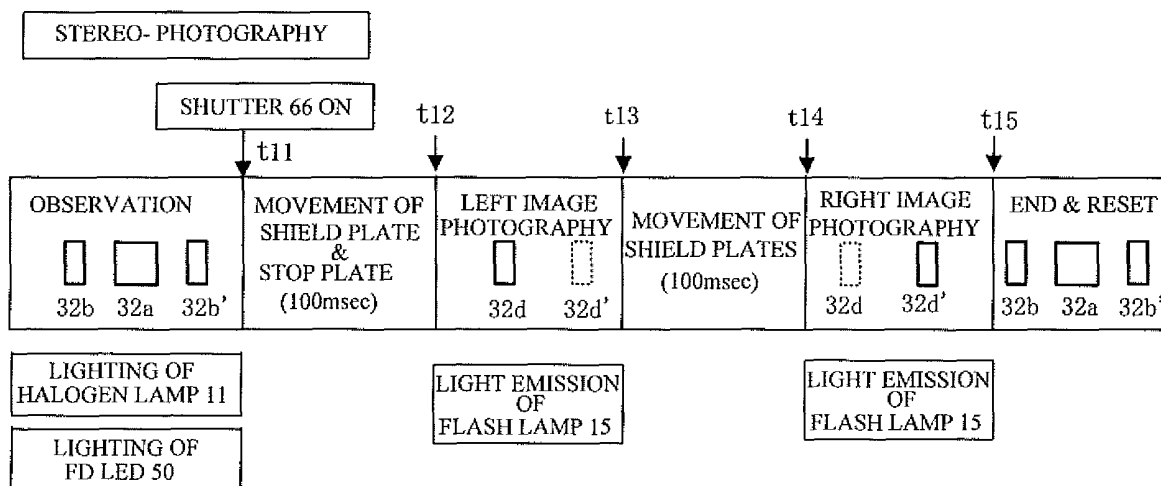 STEREO- PHOTOGRAPHY
SHUTTER 66 ON
t11
t12
t13
t14
t15
OBSERVATION
32b
32a
32b'
MOVEMENT OF
SHIELD PLATE
&
STOP PLATE
(100msec)
LEFT IMAGE
PHOTOGRAPHY
32d
32d'
MOVEMENT OF
SHIELD PLATES
(100msec)
RIGHT IMAGE
PHOTOGRAPHY
32d
32d'
END & RESET
32b
32a
32b'
LIGHTING OF
HALOGEN LAMP 11
LIGHTING OF
FD LED 50
LIGHT EMISSION
OF
FLASH LAMP 15
LIGHT EMISSION
OF
FLASH LAMP 15